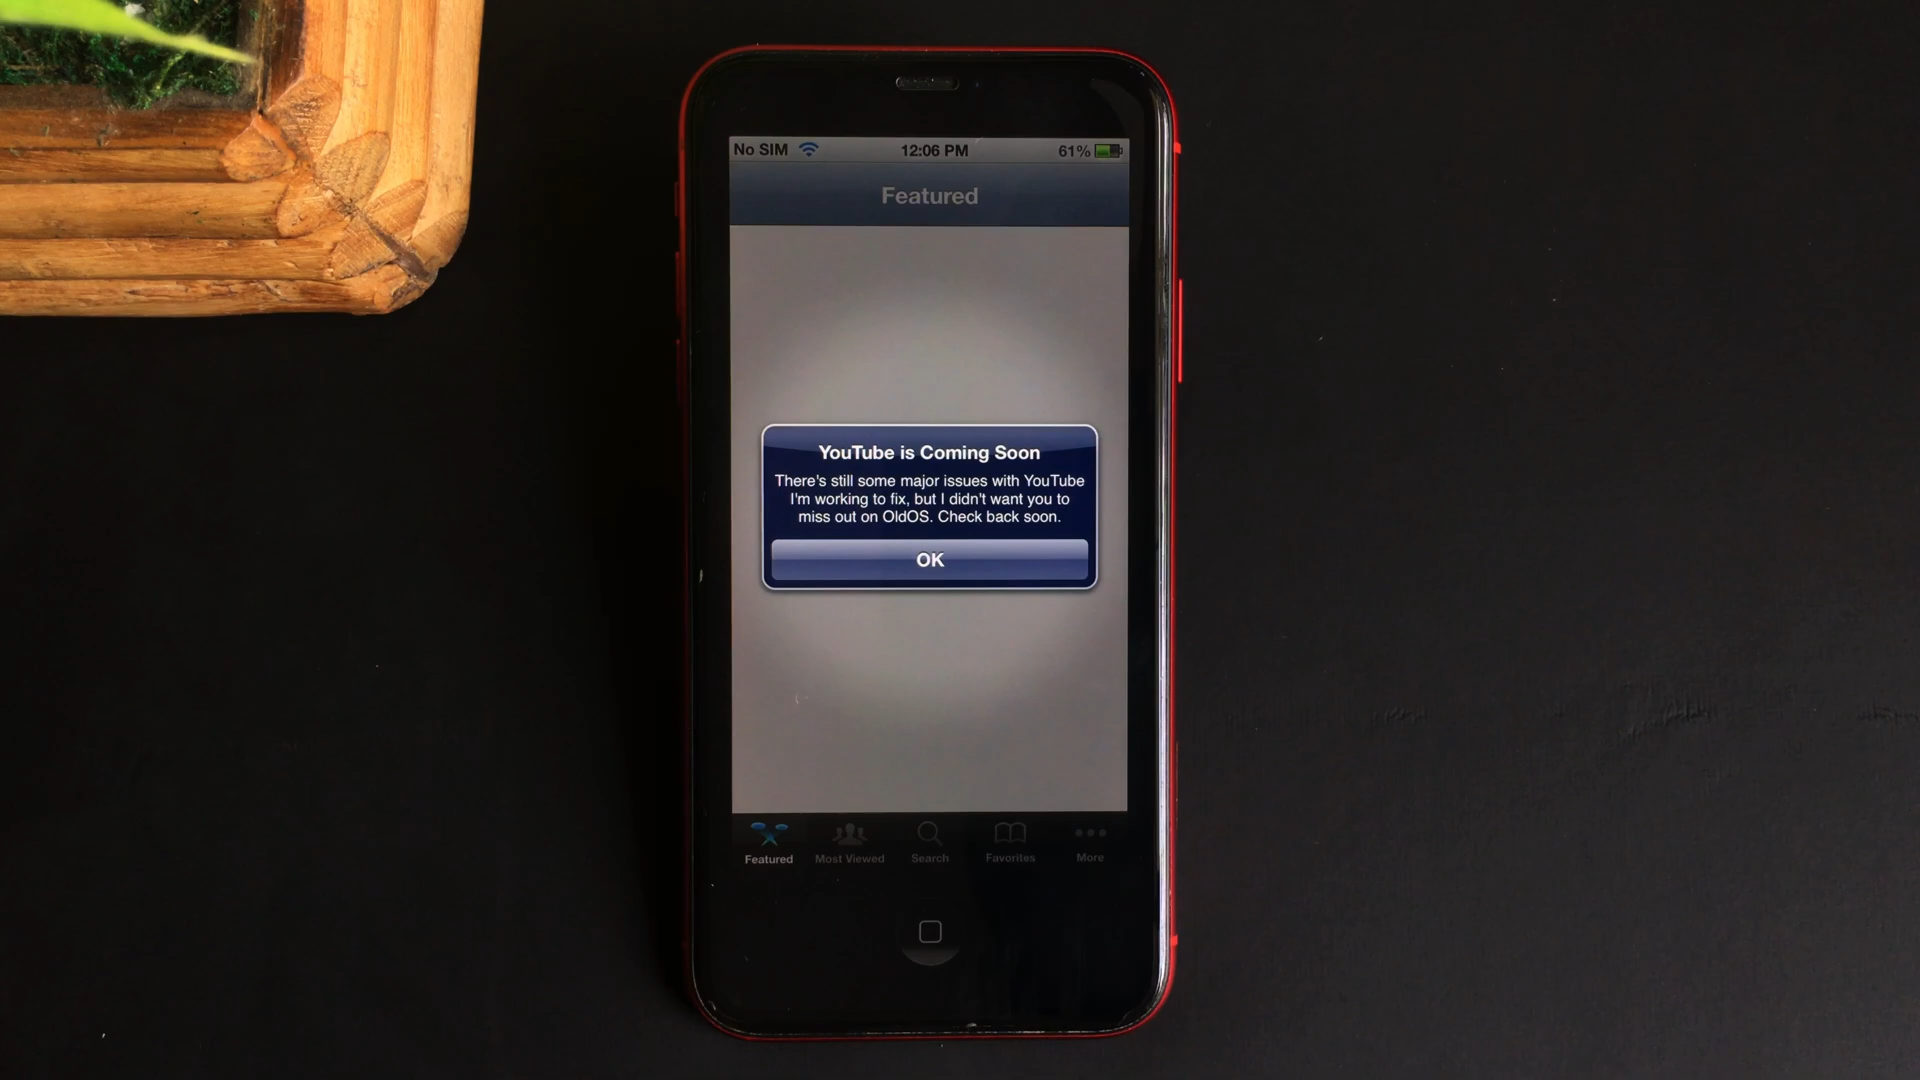 No SIM 12:06 PM 61%
Featured
YouTube is Coming Soon
There's still some major issues with YouTube
I'm working to fix, but I didn't want you to
miss out on OldOS. Check back soon.
OK
Featured Most Viewed Search Favorites More